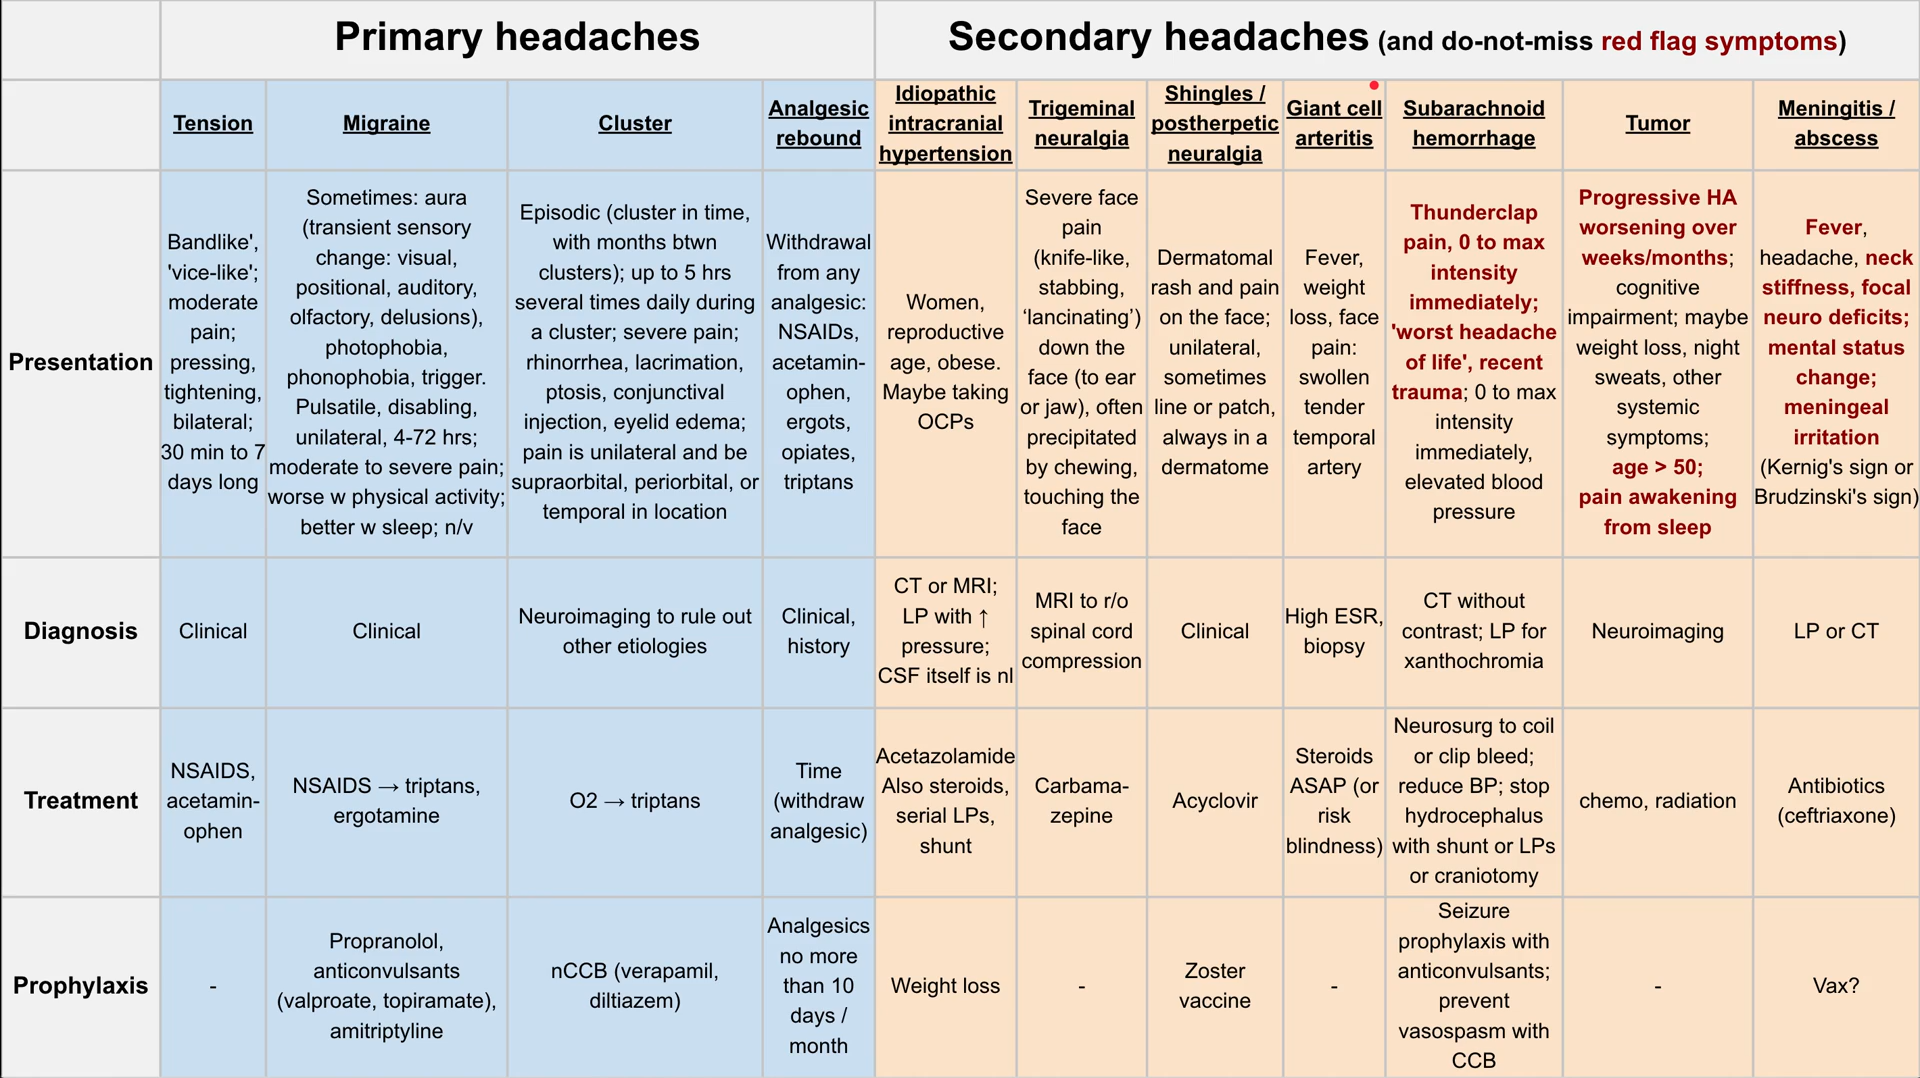 Primary headaches
Secondary headaches (and do-not-miss red flag symptoms)
Tension
Migraine
Cluster
Analgesic
rebound
Idiopathic
intracranial
hypertension
Trigeminal
neuralgia
Shingles /
postherpetic
neuralgia
Giant cell
arteritis
Subarachnoid
hemorrhage
Tumor
Meningitis /
abscess
Presentation
Bandlike',
'vice-like';
moderate
pain;
pressing,
tightening,
bilateral;
30 min to 7
days long
Sometimes: aura
(transient sensory
change: visual,
positional, auditory,
olfactory, delusions),
photophobia,
phonophobia, trigger.
Pulsatile, disabling,
unilateral, 4-72 hrs;
moderate to severe pain;
worse w physical activity;
better w sleep; n/v
Episodic (cluster in time,
with months btwn
clusters); up to 5 hrs
several times daily during
a cluster; severe pain;
rhinorrhea, lacrimation,
ptosis, conjunctival
injection, eyelid edema;
pain is unilateral and be
supraorbital, periorbital, or
temporal in location
Withdrawal
from any
analgesic:
NSAIDs,
acetamin-
ophen,
ergots,
opiates,
triptans
Women,
reproductive
age, obese.
Maybe taking
OCPs
Severe face
pain
(knife-like,
stabbing,
‘lancinating’)
down the
face (to ear
or jaw), often
precipitated
by chewing,
touching the
face
Dermatomal
rash and pain
on the face;
unilateral,
sometimes
line or patch,
always in a
dermatome
Fever,
weight
loss, face
pain:
swollen
tender
temporal
artery
Thunderclap
pain, 0 to max
intensity
immediately;
'worst headache
of life', recent
trauma; 0 to max
intensity
immediately,
elevated blood
pressure
Progressive HA
worsening over
weeks/months;
cognitive
impairment; maybe
weight loss, night
sweats, other
systemic
symptoms;
age > 50;
pain awakening
from sleep
Fever,
headache, neck
stiffness, focal
neuro deficits;
mental status
change;
meningeal
irritation
(Kernig's sign or
Brudzinski's sign)
Diagnosis
Clinical
Clinical
Neuroimaging to rule out
other etiologies
Clinical,
history
CT or MRI;
LP with ↑
pressure;
CSF itself is nl
MRI to r/o
spinal cord
compression
Clinical
High ESR,
biopsy
CT without
contrast; LP for
xanthochromia
Neuroimaging
LP or CT
Treatment
NSAIDS,
acetamin-
ophen
NSAIDS → triptans,
ergotamine
O2 → triptans
Time
(withdraw
analgesic)
Acetazolamide
Also steroids,
serial LPs,
shunt
Carbama-
zepine
Acyclovir
Steroids
ASAP (or
risk
blindness)
Neurosurg to coil
or clip bleed;
reduce BP; stop
hydrocephalus
with shunt or LPs
or craniotomy
chemo, radiation
Antibiotics
(ceftriaxone)
Prophylaxis
-
Propranolol,
anticonvulsants
(valproate, topiramate),
amitriptyline
nCCB (verapamil,
diltiazem)
Analgesics
no more
than 10
days /
month
Weight loss
-
Zoster
vaccine
-
Seizure
prophylaxis with
anticonvulsants;
prevent
vasospasm with
CCB
-
Vax?